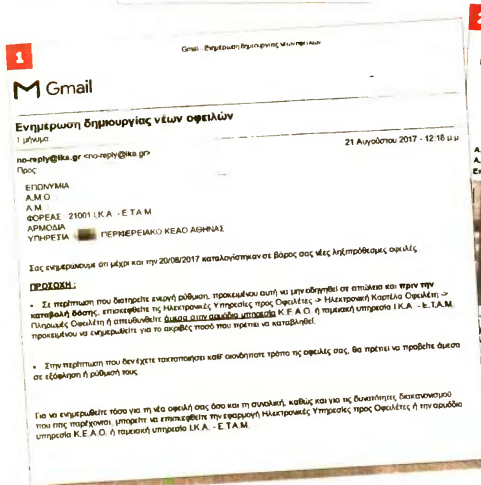 1
Gmail - Ενημέρωση δημιουργίας νέων οφειλών
Gmail
Ενημέρωση δημιουργίας νέων οφειλών
1 μήνυμα
no-reply@ika.gr <no-reply@ika.gr>
21 Αυγούστου 2017 - 12:18 μ.μ.
Προς:
ΕΠΩΝΥΜΙΑ
Α.Μ.Ο. :
Α.Μ. :
ΦΟΡΕΑΣ : 21001 Ι.Κ.Α. - Ε.Τ.Α.Μ
ΑΡΜΟΔΙΑ
ΥΠΗΡΕΣΙΑ : ΠΕΡΙΦΕΡΕΙΑΚΟ ΚΕΑΟ ΑΘΗΝΑΣ
Σας ενημερώνουμε ότι μέχρι και την 20/08/2017 καταλογίστηκαν σε βάρος σας νέες ληξιπρόθεσμες οφειλές.
ΠΡΟΣΟΧΗ :
• Σε περίπτωση που διατηρείτε ενεργή ρύθμιση, προκειμένου αυτή να μην οδηγηθεί σε απώλεια και πριν την
καταβολή δόσης, επισκεφθείτε τις Ηλεκτρονικές Υπηρεσίες προς Οφειλέτες -> Ηλεκτρονική Καρτέλα Οφειλέτη ->
Πληρωμές Οφειλέτη ή απευθυνθείτε άμεσα στην αρμόδια υπηρεσία Κ.Ε.Α.Ο. ή ταμειακή υπηρεσία Ι.Κ.Α. - Ε.Τ.Α.Μ.
προκειμένου να ενημερωθείτε για το ακριβές ποσό που πρέπει να καταβληθεί.
• Στην περίπτωση που δεν έχετε τακτοποιήσει καθ' οιονδήποτε τρόπο τις οφειλές σας, θα πρέπει να προβείτε άμεσα
σε εξόφληση ή ρύθμισή τους.
Για να ενημερωθείτε τόσο για τη νέα οφειλή σας όσο και τη συνολική, καθώς και για τις δυνατότητες διακανονισμού
που σας παρέχονται, μπορείτε να επισκεφθείτε την εφαρμογή Ηλεκτρονικές Υπηρεσίες προς Οφειλέτες ή την αρμόδια
υπηρεσία Κ.Ε.Α.Ο. ή ταμειακή υπηρεσία Ι.Κ.Α. - Ε.Τ.Α.Μ.